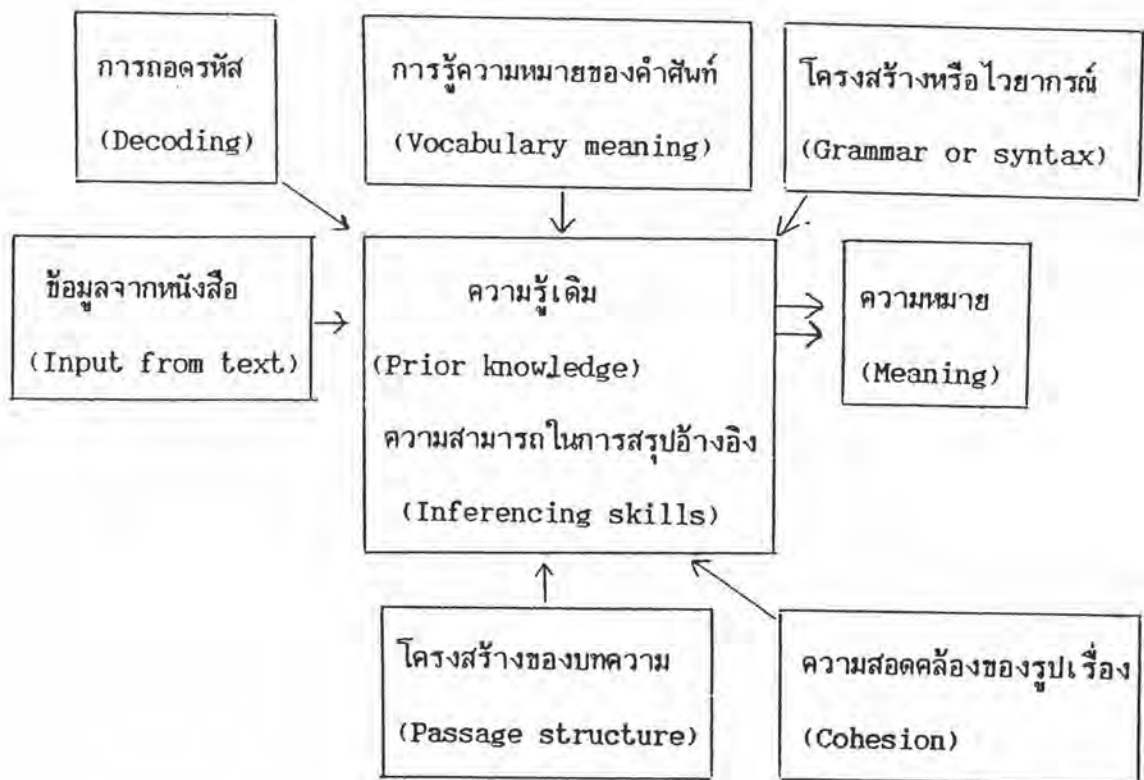 การถอดรหัส
(Decoding)
การรู้ความหมายของคำศัพท์
(Vocabulary meaning)
โครงสร้างหรือไวยากรณ์
(Grammar or syntax)
ข้อมูลจากหนังสือ
(Input from text)
ความรู้เดิม
(Prior knowledge)
ความสามารถในการสรุปอ้างอิง
(Inferencing skills)
ความหมาย
(Meaning)
โครงสร้างของบทความ
(Passage structure)
ความสอดคล้องของรูปเรื่อง
(Cohesion)